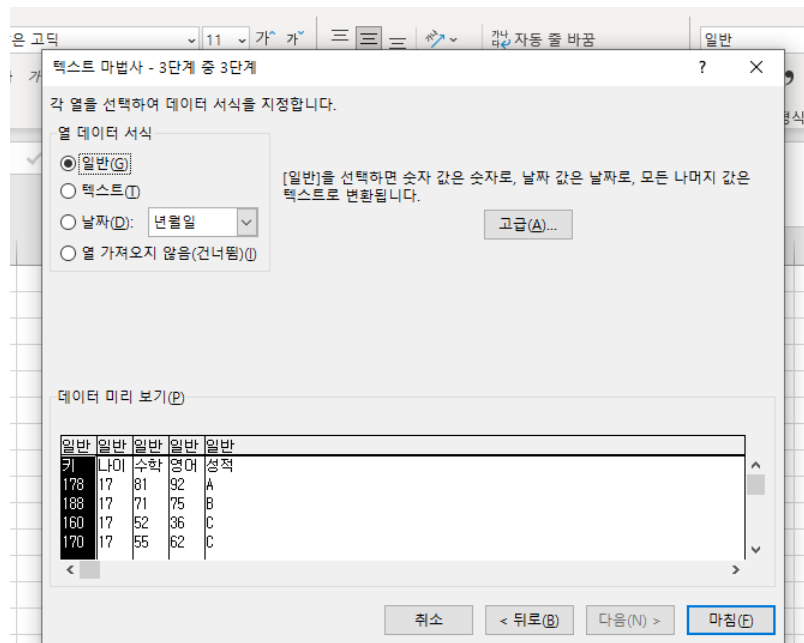 은 고딕 11 가 가 가나다라 자동 줄 바꿈 일반
텍스트 마법사 - 3단계 중 3단계 ? ×
각 열을 선택하여 데이터 서식을 지정합니다.
열 데이터 서식
일반(G)
텍스트(T)
날짜(D): 년월일
열 가져오지 않음(건너뜀)(I)
[일반]을 선택하면 숫자 값은 숫자로, 날짜 값은 날짜로, 모든 나머지 값은
텍스트로 변환됩니다.
고급(A)...
데이터 미리 보기(P)
일반 일반 일반 일반 일반
키 나이 수학 영어 성적
178 17 81 92 A
188 17 71 75 B
160 17 52 36 C
170 17 55 62 C
취소 < 뒤로(B) 다음(N) > 마침(F)